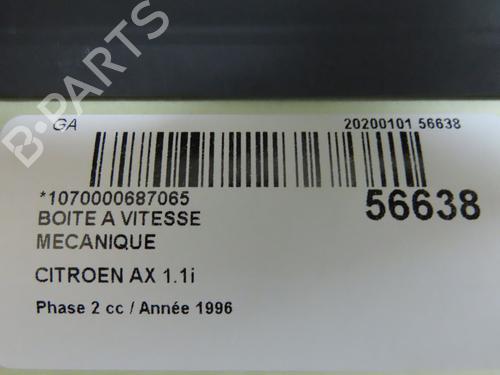 B-PARTS
GA 20200101 56638
*1070000687065 56638
BOITE A VITESSE
MECANIQUE
CITROEN AX 1.1i
Phase 2 cc / Année 1996